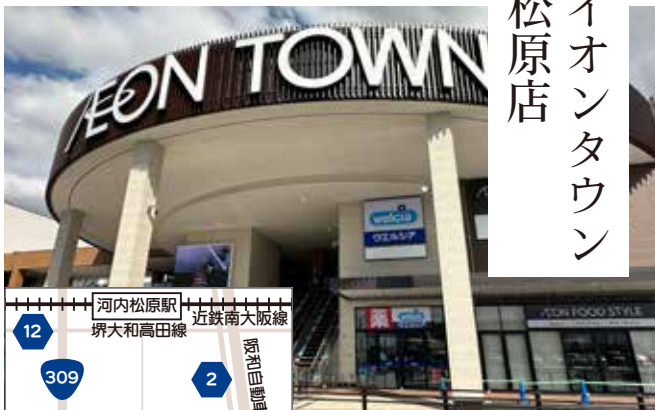 イオンタウン
松原店
ÆON TOWN
welcia
ウエルシア
薬
ÆON FOOD STYLE
河内松原駅
近鉄南大阪線
堺大和高田線
12
309
2
阪和自動車